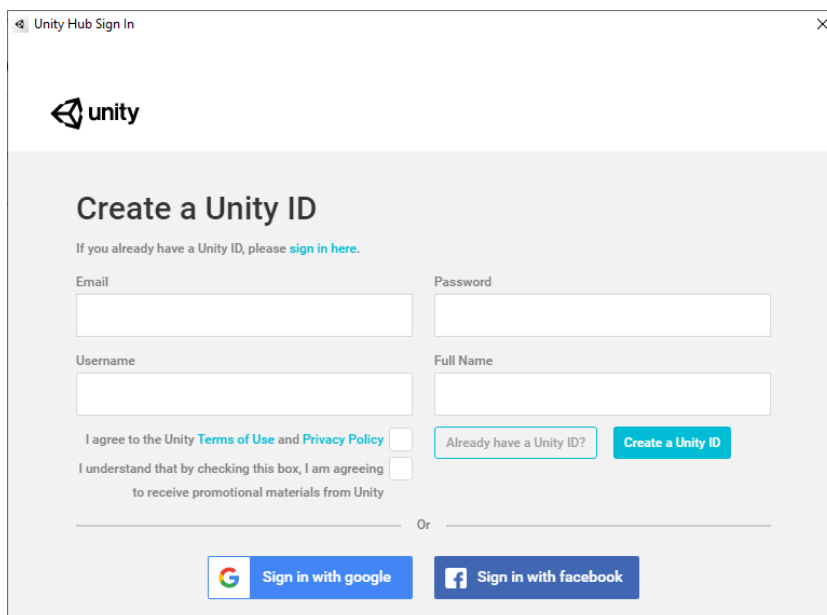 Unity Hub Sign In
unity
Create a Unity ID
If you already have a Unity ID, please sign in here.
Email
Password
Username
Full Name
I agree to the Unity Terms of Use and Privacy Policy
I understand that by checking this box, I am agreeing
to receive promotional materials from Unity
Already have a Unity ID?
Create a Unity ID
Or
Sign in with google
Sign in with facebook